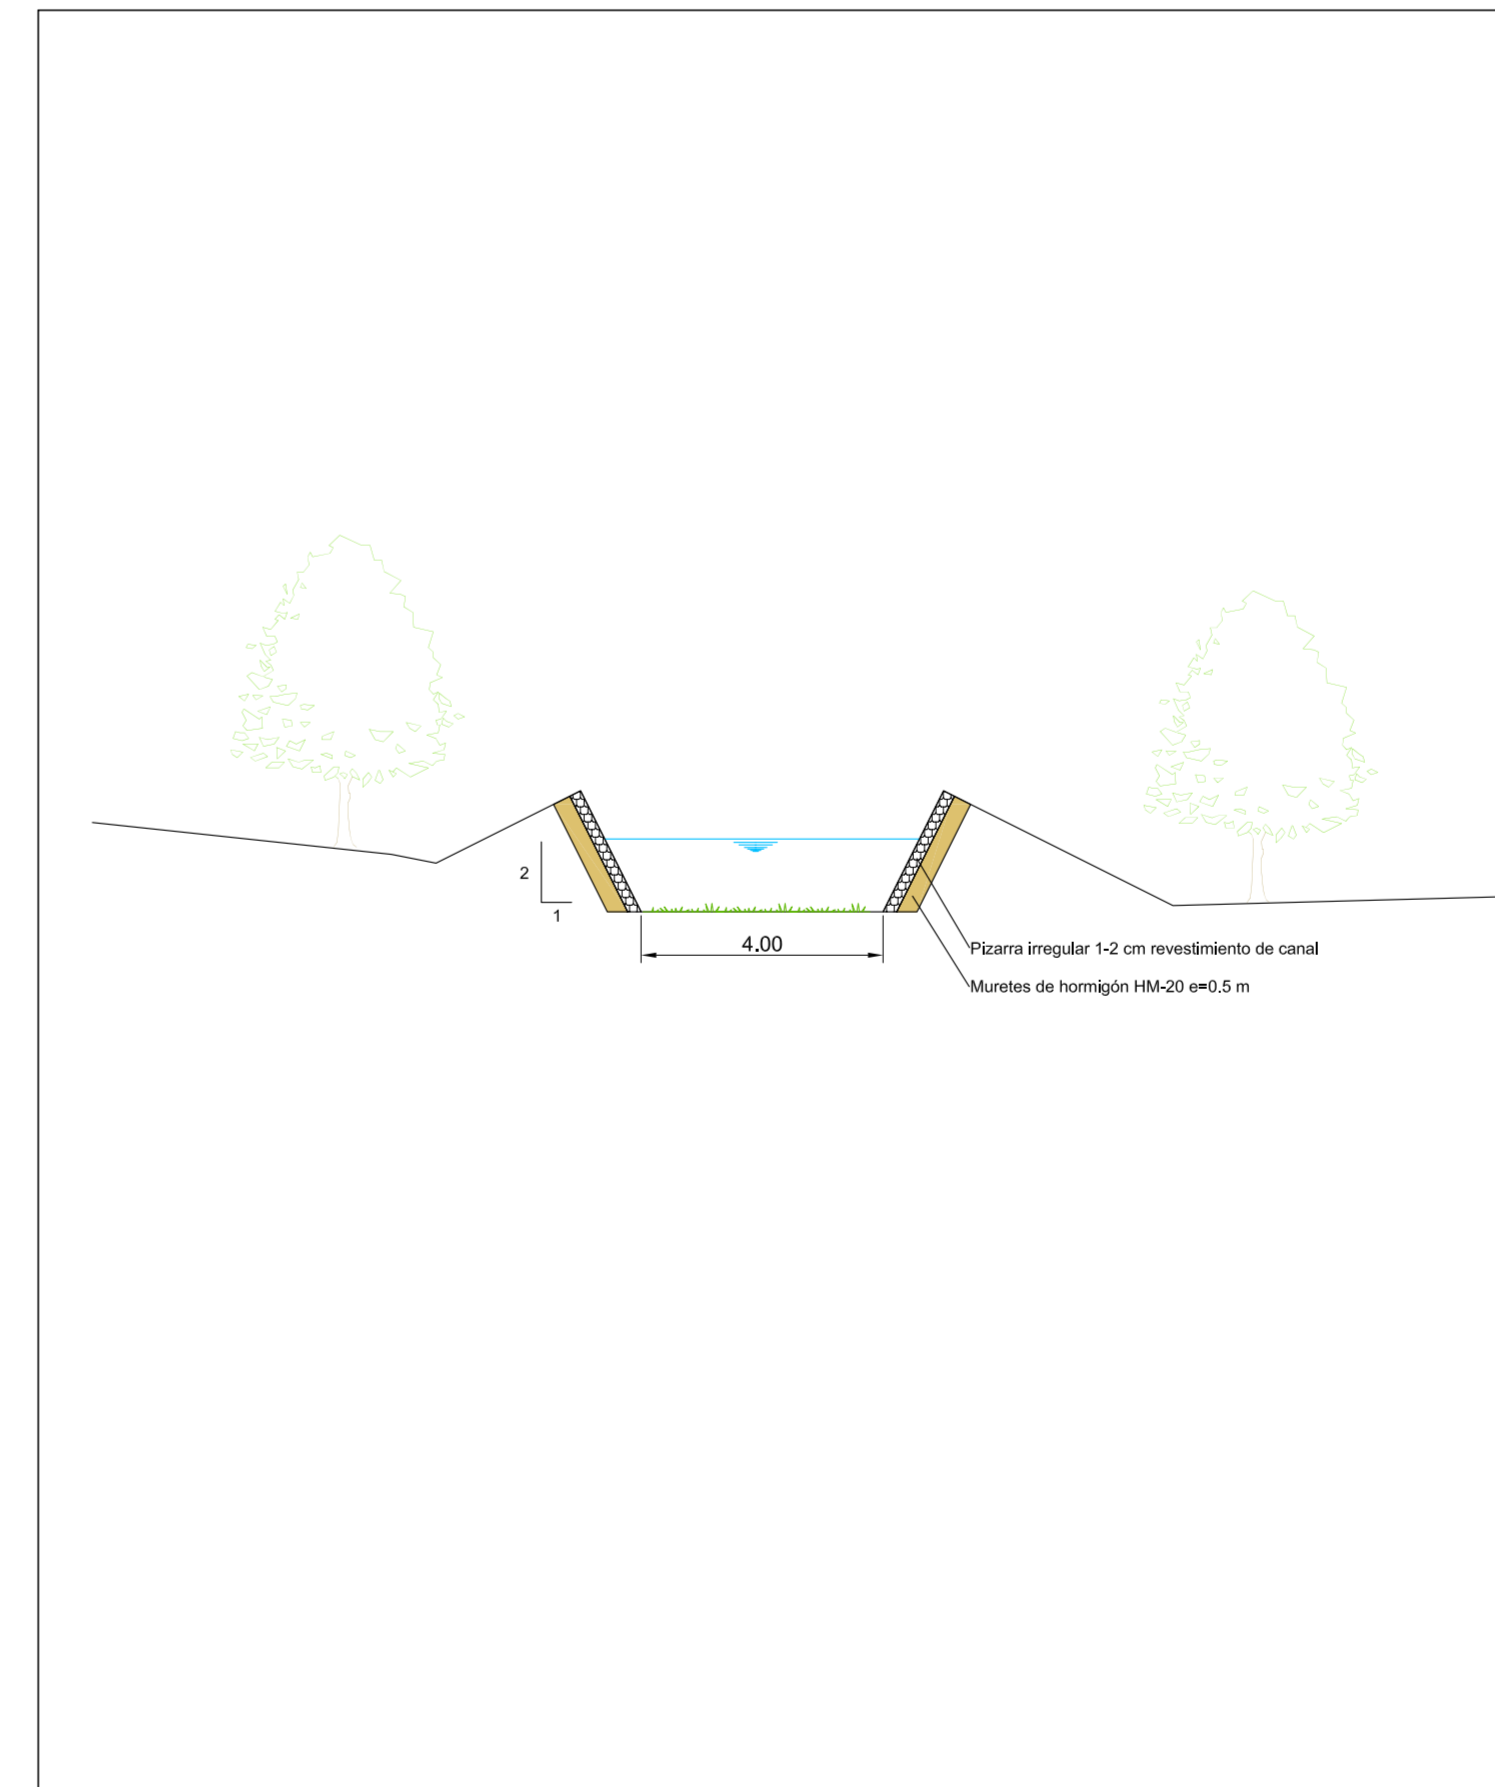 2
1
4.00
Pizarra irregular 1-2 cm revestimiento de canal
Muretes de hormigón HM-20 e=0.5 m